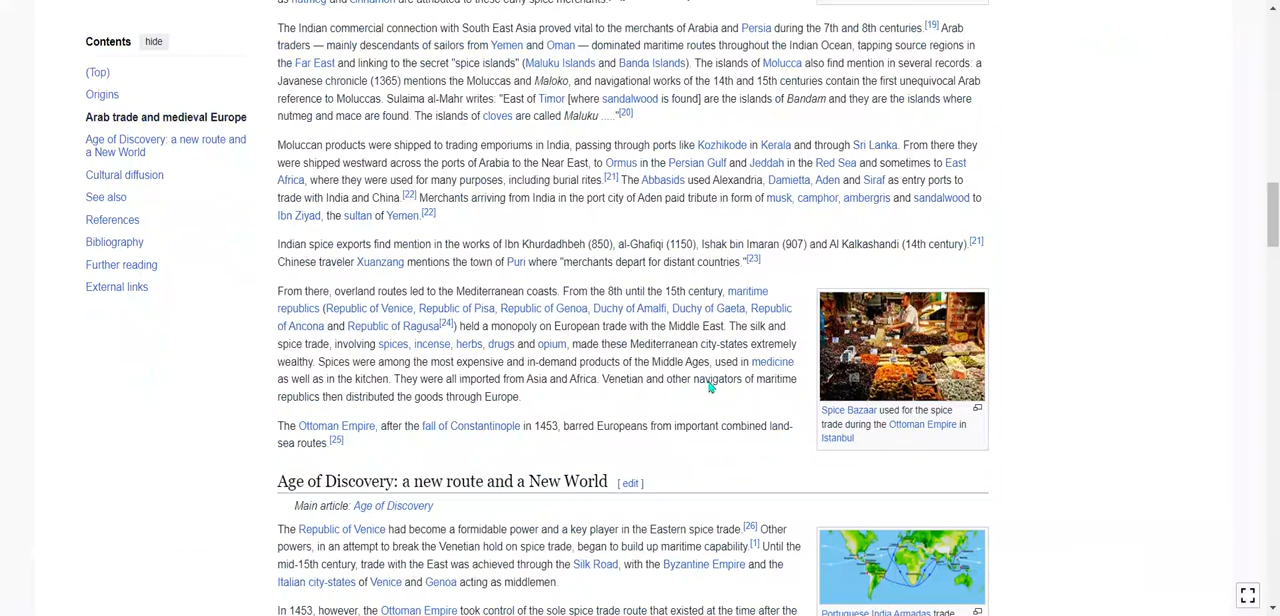 as nutmeg and cinnamon are attributed to these early spice merchants.
Contents hide
(Top)
Origins
Arab trade and medieval Europe
Age of Discovery: a new route and
a New World
Cultural diffusion
See also
References
Bibliography
Further reading
External links
The Indian commercial connection with South East Asia proved vital to the merchants of Arabia and Persia during the 7th and 8th centuries.[19] Arab
traders — mainly descendants of sailors from Yemen and Oman — dominated maritime routes throughout the Indian Ocean, tapping source regions in
the Far East and linking to the secret "spice islands" (Maluku Islands and Banda Islands). The islands of Molucca also find mention in several records: a
Javanese chronicle (1365) mentions the Moluccas and Maloko, and navigational works of the 14th and 15th centuries contain the first unequivocal Arab
reference to Moluccas. Sulaima al-Mahr writes: "East of Timor [where sandalwood is found] are the islands of Bandam and they are the islands where
nutmeg and mace are found. The islands of cloves are called Maluku ....."[20]
Moluccan products were shipped to trading emporiums in India, passing through ports like Kozhikode in Kerala and through Sri Lanka. From there they
were shipped westward across the ports of Arabia to the Near East, to Ormus in the Persian Gulf and Jeddah in the Red Sea and sometimes to East
Africa, where they were used for many purposes, including burial rites.[21] The Abbasids used Alexandria, Damietta, Aden and Siraf as entry ports to
trade with India and China.[22] Merchants arriving from India in the port city of Aden paid tribute in form of musk, camphor, ambergris and sandalwood to
Ibn Ziyad, the sultan of Yemen.[22]
Indian spice exports find mention in the works of Ibn Khurdadhbeh (850), al-Ghafiqi (1150), Ishak bin Imaran (907) and Al Kalkashandi (14th century).[21]
Chinese traveler Xuanzang mentions the town of Puri where "merchants depart for distant countries."[23]
From there, overland routes led to the Mediterranean coasts. From the 8th until the 15th century, maritime
republics (Republic of Venice, Republic of Pisa, Republic of Genoa, Duchy of Amalfi, Duchy of Gaeta, Republic
of Ancona and Republic of Ragusa[24]) held a monopoly on European trade with the Middle East. The silk and
spice trade, involving spices, incense, herbs, drugs and opium, made these Mediterranean city-states extremely
wealthy. Spices were among the most expensive and in-demand products of the Middle Ages, used in medicine
as well as in the kitchen. They were all imported from Asia and Africa. Venetian and other navigators of maritime
republics then distributed the goods through Europe.
Spice Bazaar used for the spice
trade during the Ottoman Empire in
Istanbul
The Ottoman Empire, after the fall of Constantinople in 1453, barred Europeans from important combined land-
sea routes.[25]
Age of Discovery: a new route and a New World [ edit ]
Main article: Age of Discovery
The Republic of Venice had become a formidable power and a key player in the Eastern spice trade.[26] Other
powers, in an attempt to break the Venetian hold on spice trade, began to build up maritime capability.[1] Until the
mid-15th century, trade with the East was achieved through the Silk Road, with the Byzantine Empire and the
Italian city-states of Venice and Genoa acting as middlemen.
In 1453, however, the Ottoman Empire took control of the sole spice trade route that existed at the time after the
Portuguese India Armadas trade